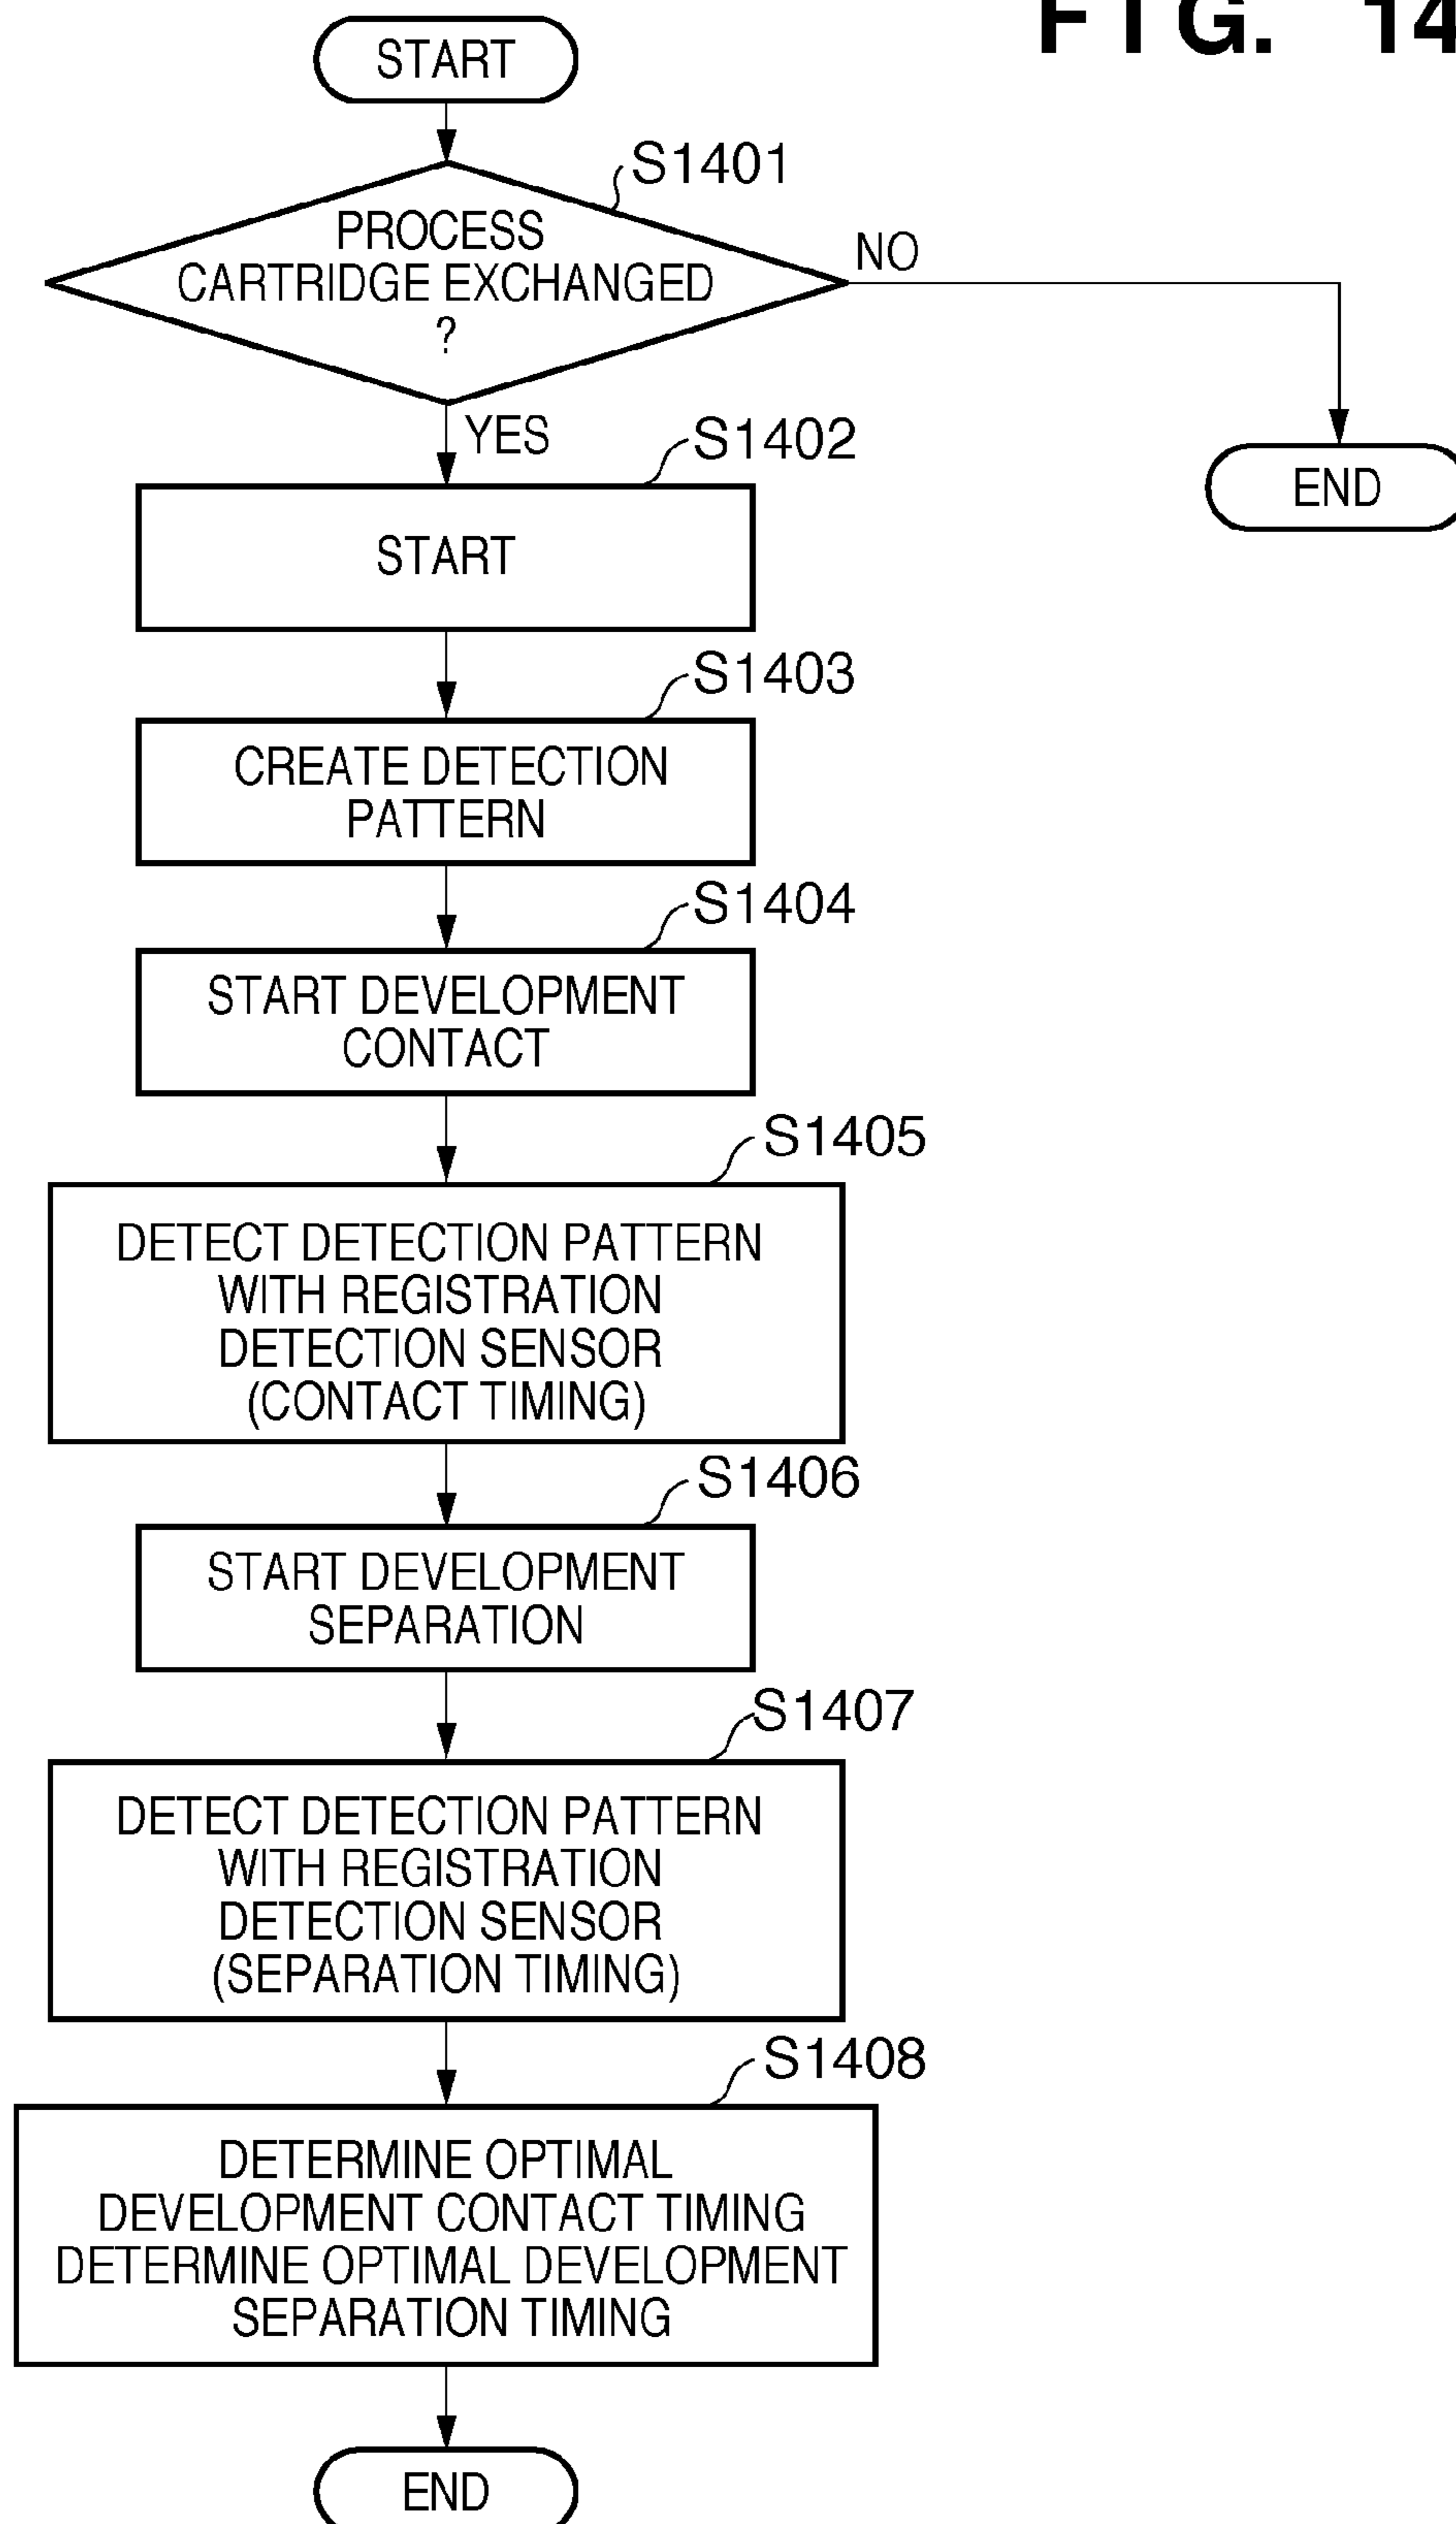 FIG. 14
START
S1401
PROCESS
CARTRIDGE EXCHANGED
?
NO
YES
END
S1402
START
S1403
CREATE DETECTION
PATTERN
S1404
START DEVELOPMENT
CONTACT
S1405
DETECT DETECTION PATTERN
WITH REGISTRATION
DETECTION SENSOR
(CONTACT TIMING)
S1406
START DEVELOPMENT
SEPARATION
S1407
DETECT DETECTION PATTERN
WITH REGISTRATION
DETECTION SENSOR
(SEPARATION TIMING)
S1408
DETERMINE OPTIMAL
DEVELOPMENT CONTACT TIMING
DETERMINE OPTIMAL DEVELOPMENT
SEPARATION TIMING
END